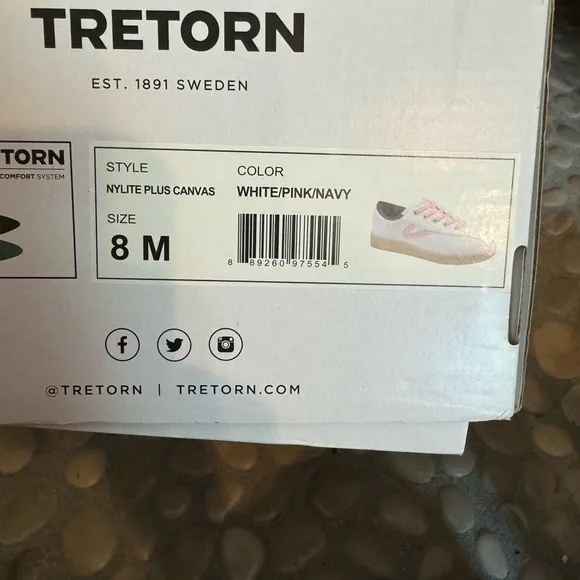 TRETORN
EST. 1891 SWEDEN
TORN
COMFORT SYSTEM
STYLE
NYLITE PLUS CANVAS
COLOR
WHITE/PINK/NAVY
SIZE
8 M
8 89260 97554 5
@TRETORN | TRETORN.COM